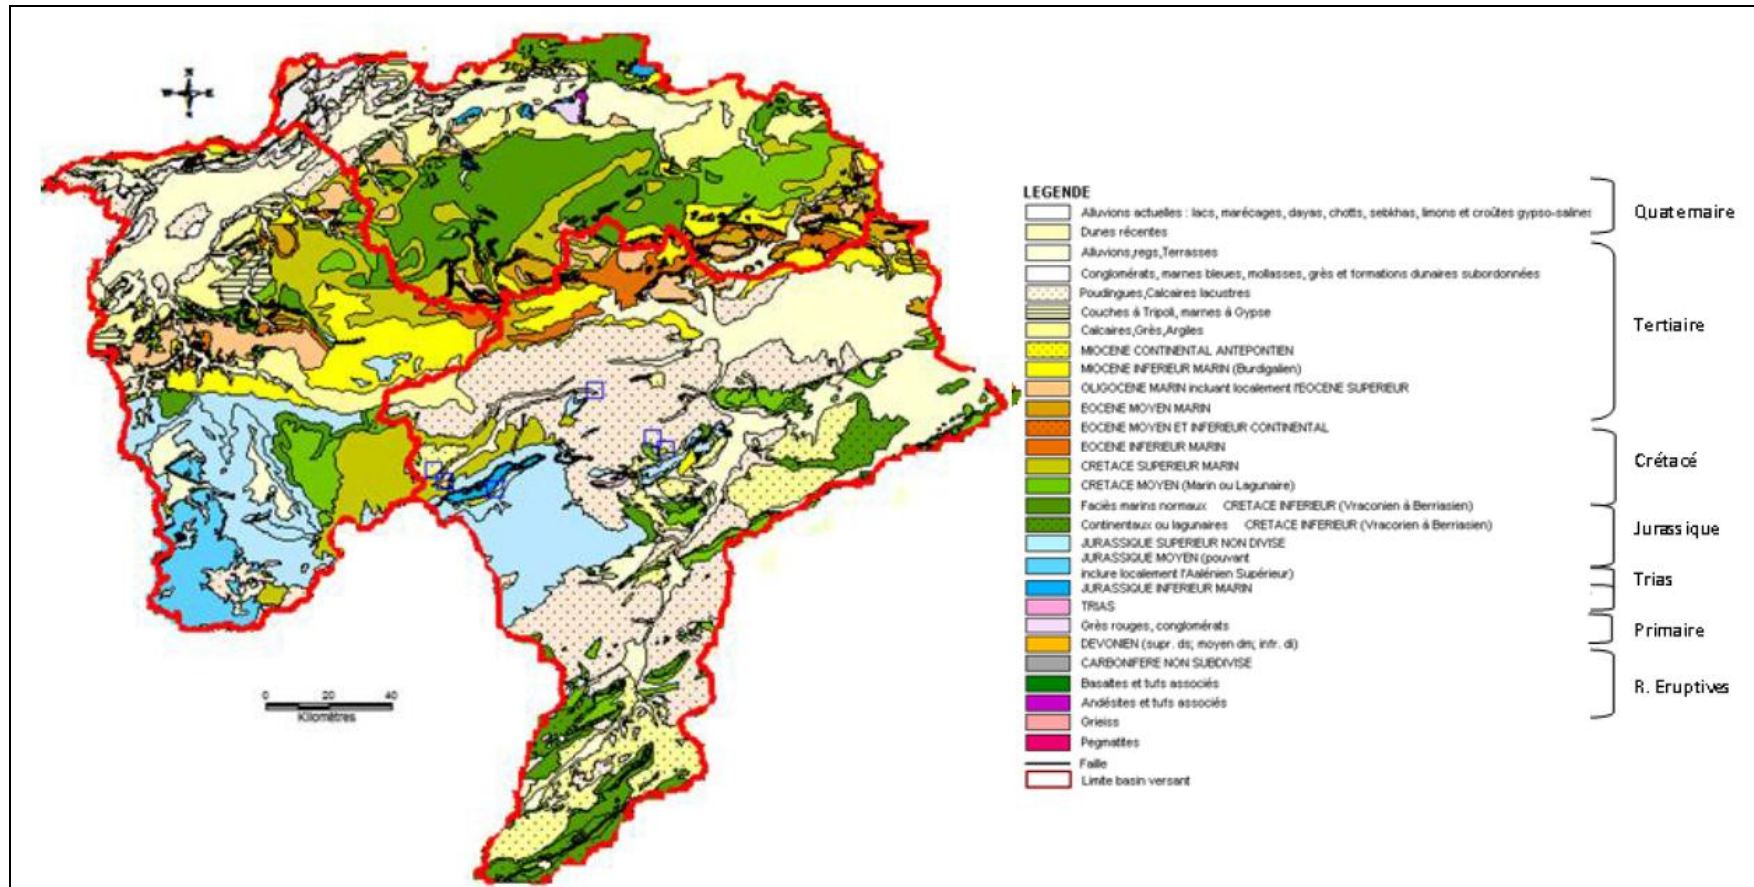 N
W E
S
0 20 40
Kilomètres
LEGENDE
Alluvions actuelles : lacs, marécages, dayas, chotts, sebkhas, limons et croûtes gypso-salines
Dunes récentes
Alluvions,regs,Terrasses
Conglomérats, marnes bleues, mollasses, grès et formations dunaires subordonnées
Poudingues,Calcaires lacustres
Couches à Tripoli, marnes à Gypse
Calcaires,Grès,Argiles
MIOCENE CONTINENTAL ANTEPONTIEN
MIOCENE INFERIEUR MARIN (Burdigalien)
OLIGOCENE MARIN incluant localement l'EOCENE SUPERIEUR
EOCENE MOYEN MARIN
EOCENE MOYEN ET INFERIEUR CONTINENTAL
EOCENE INFERIEUR MARIN
CRETACE SUPERIEUR MARIN
CRETACE MOYEN (Marin ou Lagunaire)
Faciès marins normaux CRETACE INFERIEUR (Vraconien à Berriasien)
Continentaux ou lagunaires CRETACE INFERIEUR (Vraconien à Berriasien)
JURASSIQUE SUPERIEUR NON DIVISE
JURASSIQUE MOYEN (pouvant
inclure localement l'Aalénien Supérieur)
JURASSIQUE INFERIEUR MARIN
TRIAS
Grès rouges, conglomérats
DEVONIEN (supr. ds; moyen dm; infr. di)
CARBONIFERE NON SUBDIVISE
Basaltes et tufs associés
Andésites et tufs associés
Grieiss
Pegmatites
Faille
Limite basin versant
Quaternaire
Tertiaire
Crétacé
Jurassique
Trias
Primaire
R. Eruptives